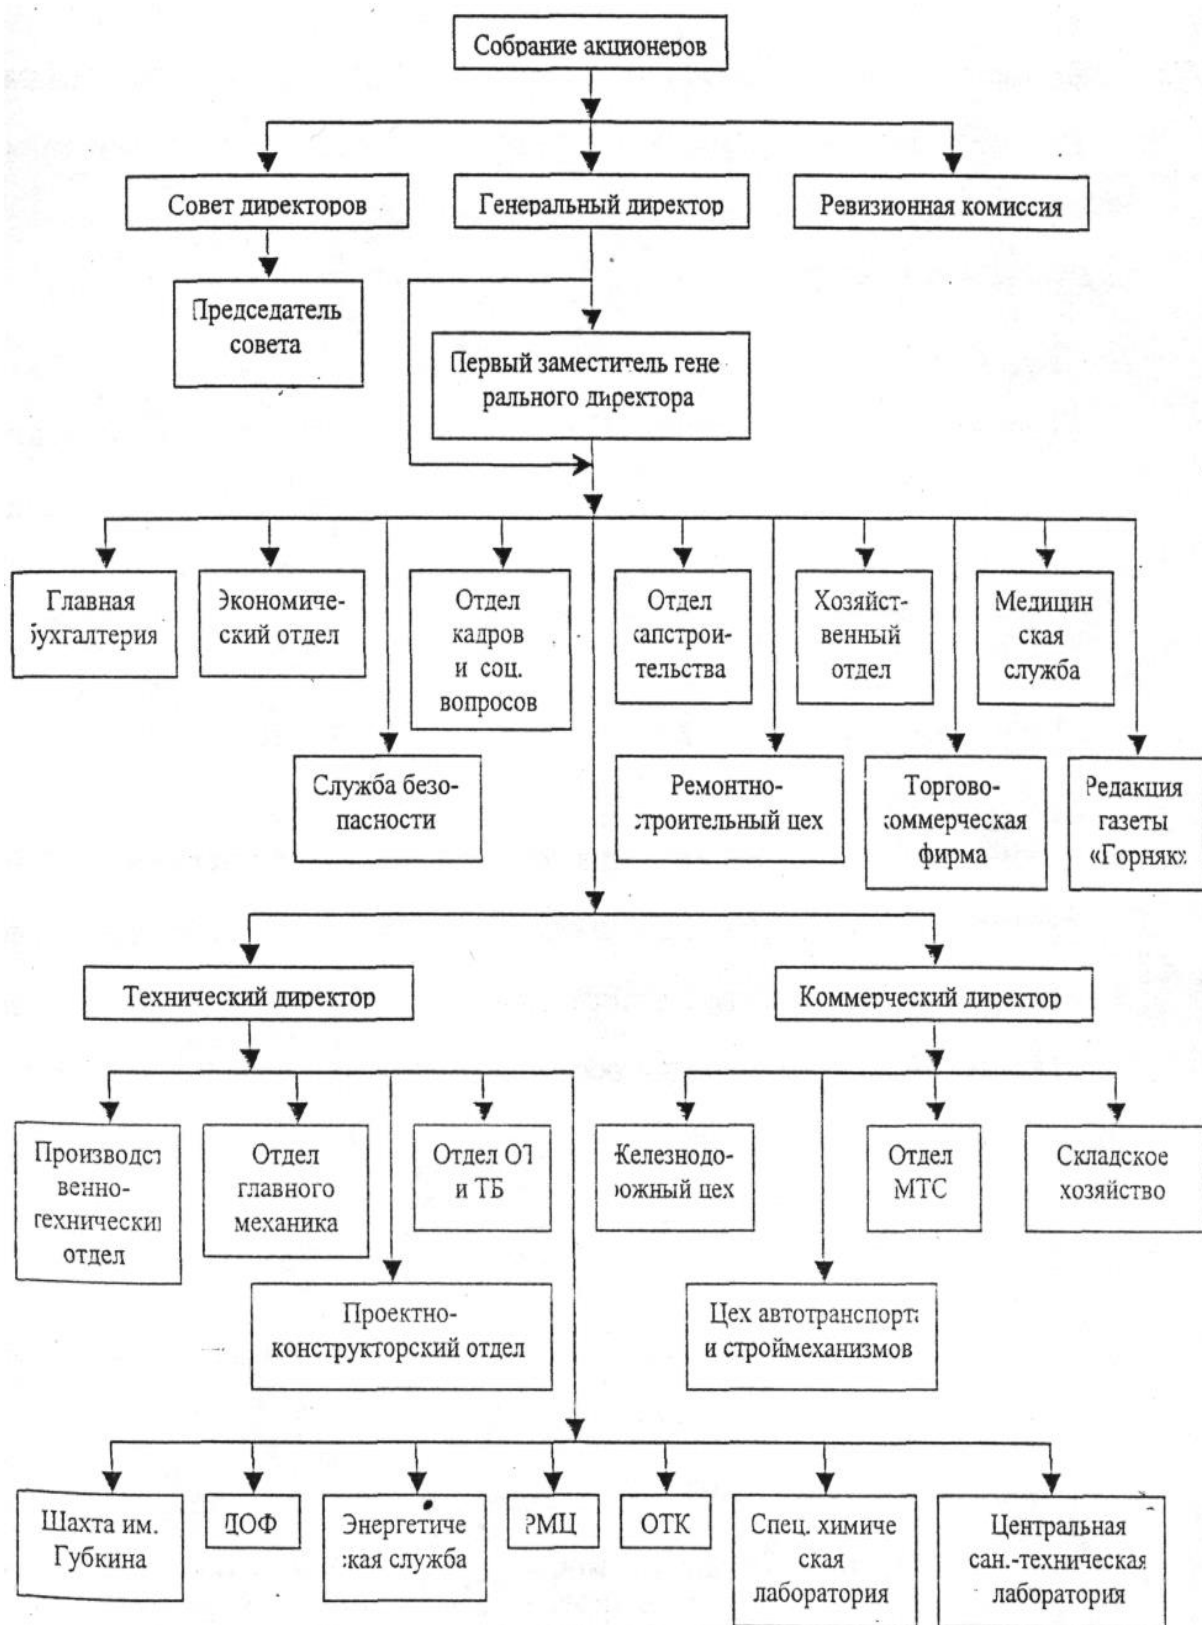 Собрание акционеров
Совет директоров
Генеральный директор
Ревизионная комиссия
Председатель
совета
Первый заместитель гене
рального директора
Главная
бухгалтерия
Экономиче-
ский отдел
Отдел
кадров
и соц.
вопросов
Отдел
капстрои-
тельства
Хозяйст-
венный
отдел
Медицин
ская
служба
Служба безо-
пасности
Ремонтно-
строительный цех
Торгово-
коммерческая
фирма
Редакция
газеты
«Горняк»
Технический директор
Коммерческий директор
Производст
венно-
технический
отдел
Отдел
главного
механика
Отдел ОТ
и ТБ
Железнодо-
рожный цех
Отдел
МТС
Складское
хозяйство
Проектно-
конструкторский отдел
Цех автотранспорта
и строймеханизмов
Шахта им.
Губкина
ДОФ
Энергетиче
ская служба
РМЦ
ОТК
Спец. химиче
ская
лаборатория
Центральная
сан.-техническая
лаборатория